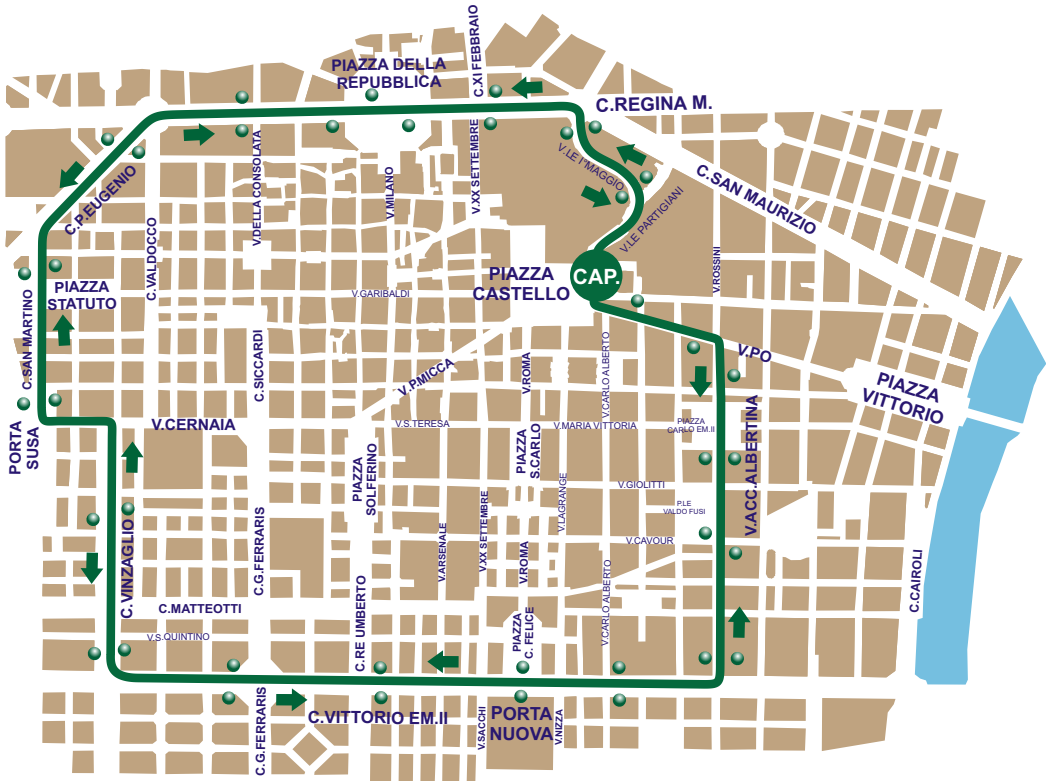 C.XI FEBBRAIO
PIAZZA DELLA
REPUBBLICA
C.REGINA M.
V.DELLA CONSOLATA
V.MILANO
V.XX SETTEMBRE
V.LE I°MAGGIO
C.SAN MAURIZIO
C.P.EUGENIO
V.LE PARTIGIANI
C.VALDOCCO
V.ROSSINI
PIAZZA
STATUTO
PIAZZA
CASTELLO
CAP.
V.GARIBALDI
C.SAN MARTINO
C.SICCARDI
V.P.MICCA
V.ROMA
V.CARLO ALBERTO
V.PO
PIAZZA
VITTORIO
PORTA
SUSA
V.CERNAIA
V.S.TERESA
PIAZZA
S.CARLO
V.MARIA VITTORIA
PIAZZA
CARLO EM.II
V.ACC.ALBERTINA
PIAZZA
SOLFERINO
V.GIOLITTI
V.LAGRANGE
P.LE
VALDO FUSI
C.VINZAGLIO
C.G.FERRARIS
V.ARSENALE
V.XX SETTEMBRE
V.ROMA
V.CAVOUR
C.CAIROLI
C.MATTEOTTI
C.RE UMBERTO
V.CARLO ALBERTO
V.S.QUINTINO
PIAZZA
C. FELICE
C.G.FERRARIS
C.VITTORIO EM.II
V.SACCHI
PORTA
NUOVA
V.NIZZA